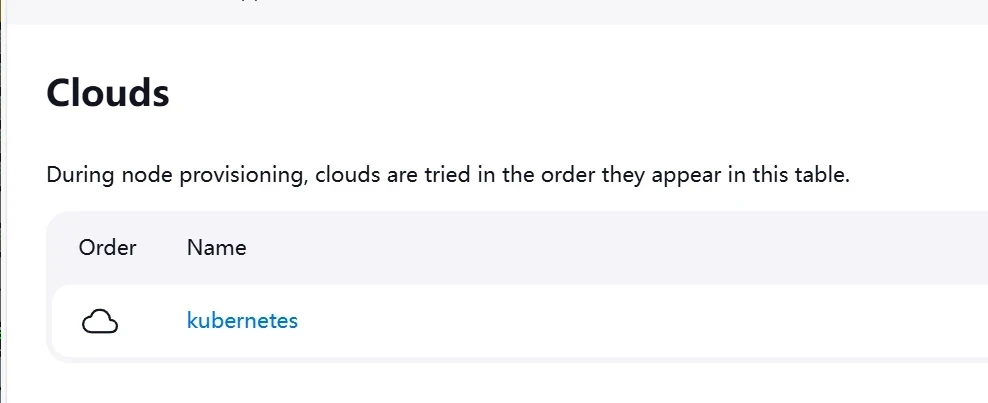 Clouds
During node provisioning, clouds are tried in the order they appear in this table.
Order Name
kubernetes